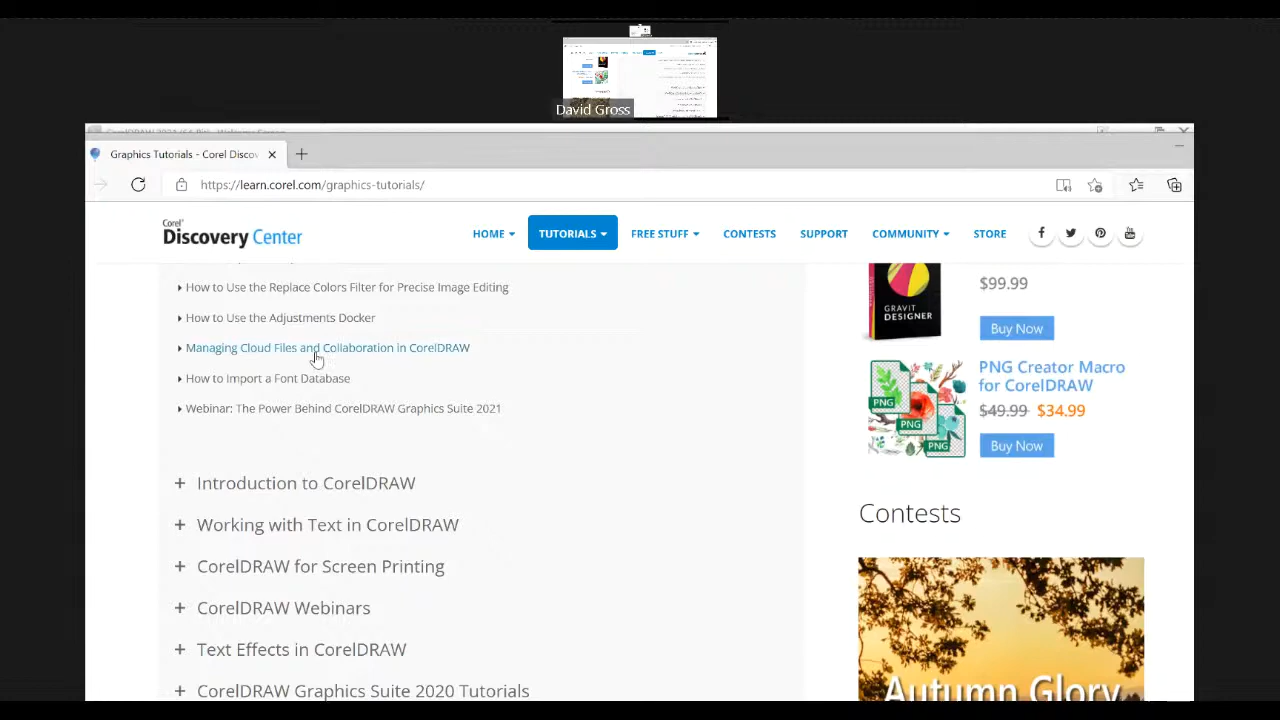 David Gross
Graphics Tutorials - Corel Discov
https://learn.corel.com/graphics-tutorials/
Corel
Discovery Center
HOME
TUTORIALS
FREE STUFF
CONTESTS
SUPPORT
COMMUNITY
STORE
You Tube
How to Use the Replace Colors Filter for Precise Image Editing
How to Use the Adjustments Docker
Managing Cloud Files and Collaboration in CorelDRAW
How to Import a Font Database
Webinar: The Power Behind CorelDRAW Graphics Suite 2021
+ Introduction to CorelDRAW
+ Working with Text in CorelDRAW
+ CorelDRAW for Screen Printing
+ CorelDRAW Webinars
+ Text Effects in CorelDRAW
+ CorelDRAW Graphics Suite 2020 Tutorials
GRAVIT
DESIGNER
$99.99
Buy Now
PNG
PNG
PNG
PNG Creator Macro
for CorelDRAW
$49.99 $34.99
Buy Now
Contests
Autumn Glory